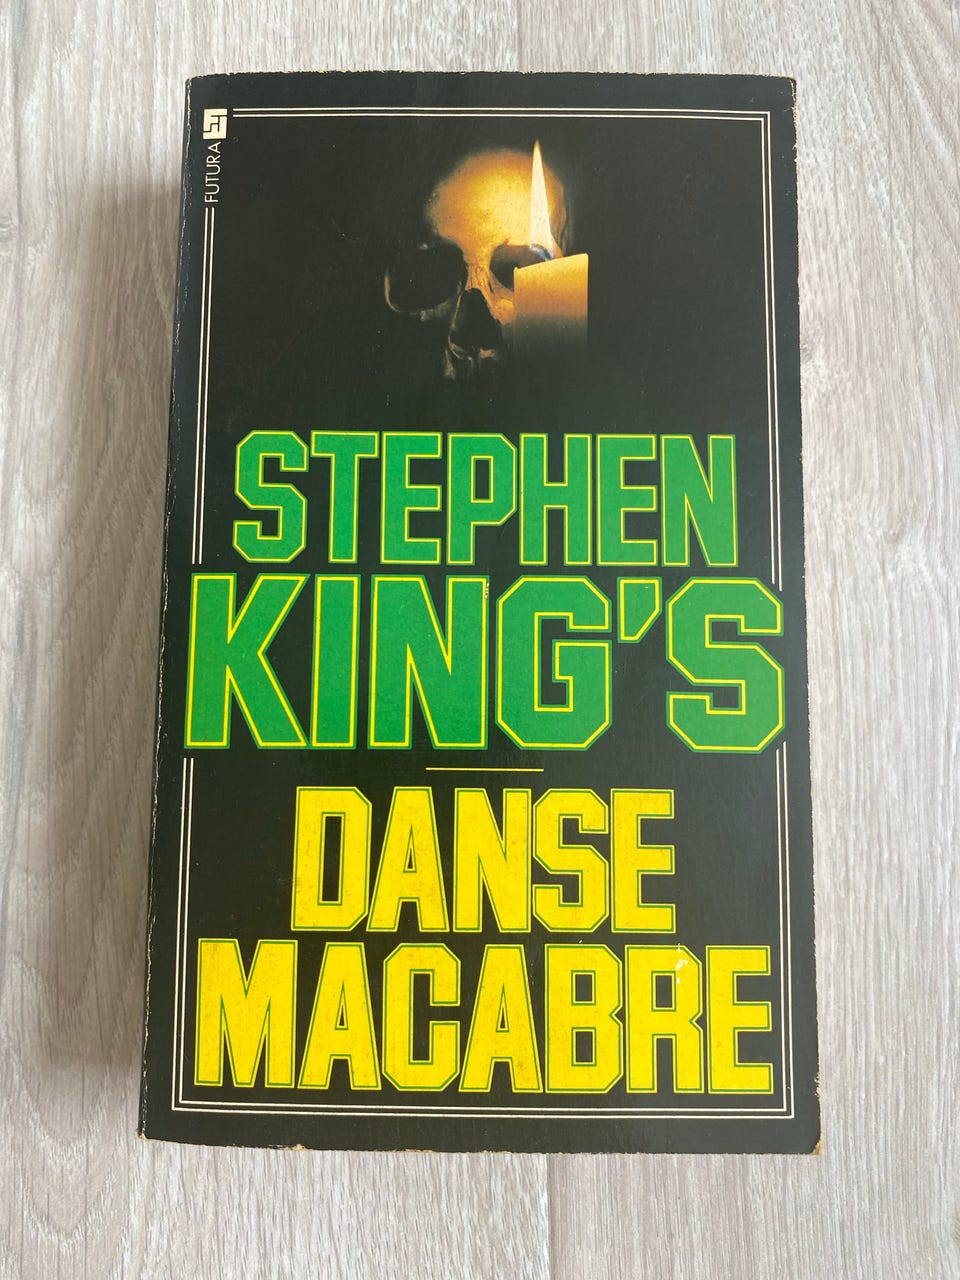 FUTURA
STEPHEN
KING'S
DANSE
MACABRE